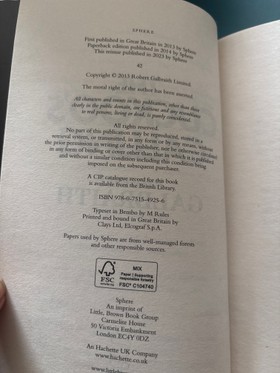 SPHERE
First published in Great Britain in 2013 by Sphere
Paperback edition published in 2014 by Sphere
This reissue published in 2023 by Sphere
42
Copyright © 2013 Robert Galbraith Limited
The moral right of the author has been asserted.
All characters and events in this publication, other than those
clearly in the public domain, are fictitious and any resemblance
to real persons, living or dead, is purely coincidental.
All rights reserved.
No part of this publication may be reproduced, stored in a
retrieval system, or transmitted, in any form or by any means, without
the prior permission in writing of the publisher, nor be otherwise circulated
in any form of binding or cover other than that in which it is published
and without a similar condition including this condition being
imposed on the subsequent purchaser.
A CIP catalogue record for this book
is available from the British Library.
ISBN 978-0-7515-4925-6
Typeset in Bembo by M Rules
Printed and bound in Great Britain by
Clays Ltd, Elcograf S.p.A.
Papers used by Sphere are from well-managed forests
and other responsible sources.
FSC
MIX
Paper | Supporting
responsible forestry
FSC® C104740
Sphere
An imprint of
Little, Brown Book Group
Carmelite House
50 Victoria Embankment
London EC4Y 0DZ
An Hachette UK Company
www.hachette.co.uk